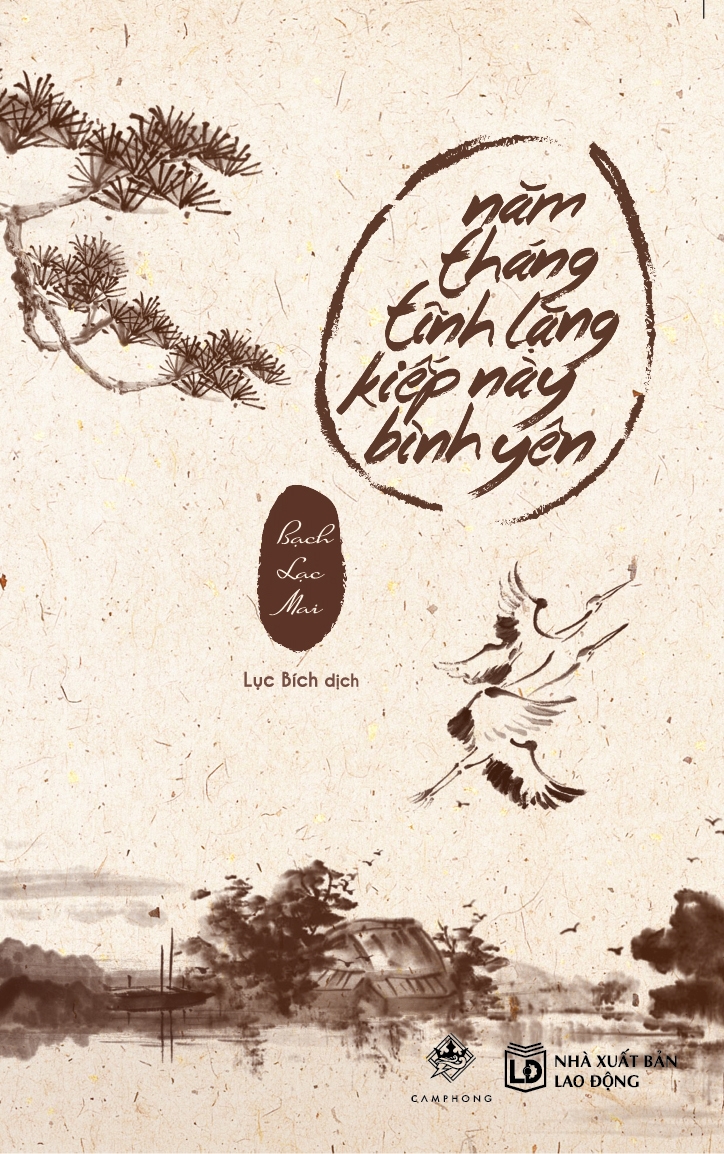 năm
tháng
tĩnh lặng
kiếp này
bình yên
Bạch
Lạc
Mai
Lục Bích dịch
CAMPHONG
LĐ
NHÀ XUẤT BẢN
LAO ĐỘNG